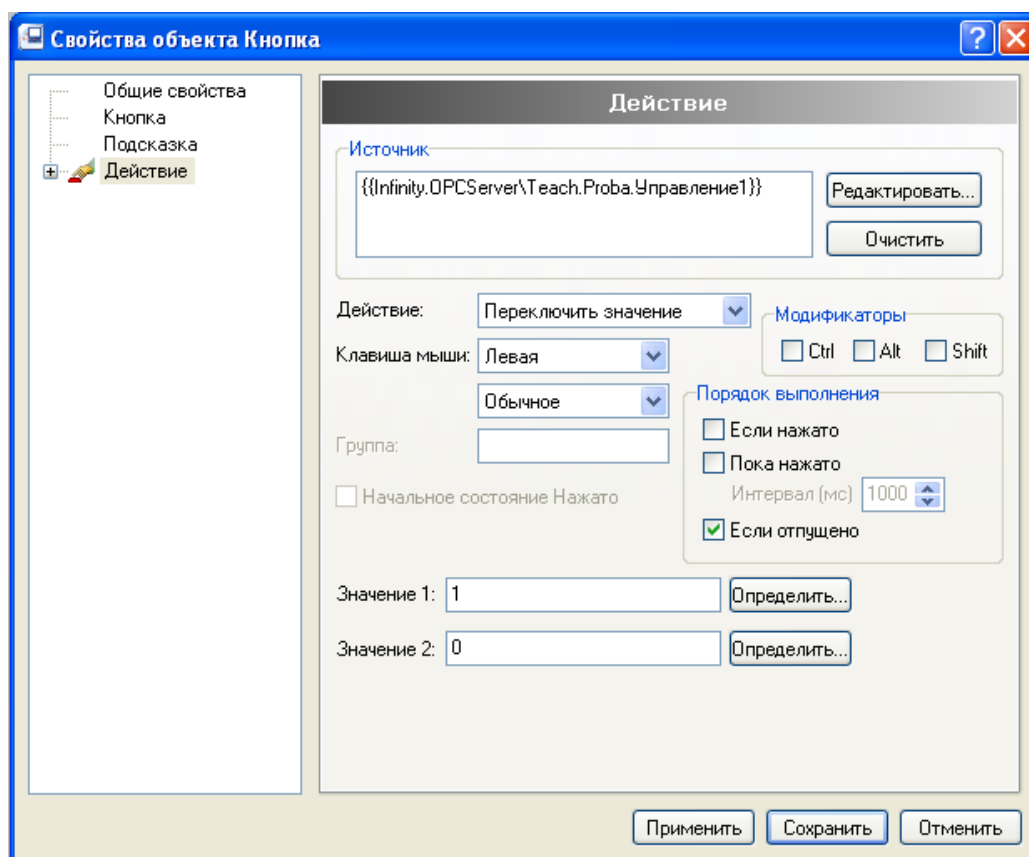 Свойства объекта Кнопка
Общие свойства
Кнопка
Подсказка
Действие
Действие
Источник
{{Infinity.OPCServer\Teach.Proba.Управление1}}
Редактировать...
Очистить
Действие:
Переключить значение
Модификаторы
Ctrl Alt Shift
Клавиша мыши:
Левая
Обычное
Порядок выполнения
Если нажато
Пока нажато
Интервал (мс) 1000
Если отпущено
Группа:
Начальное состояние Нажато
Значение 1: 1 Определить...
Значение 2: 0 Определить...
Применить Сохранить Отменить